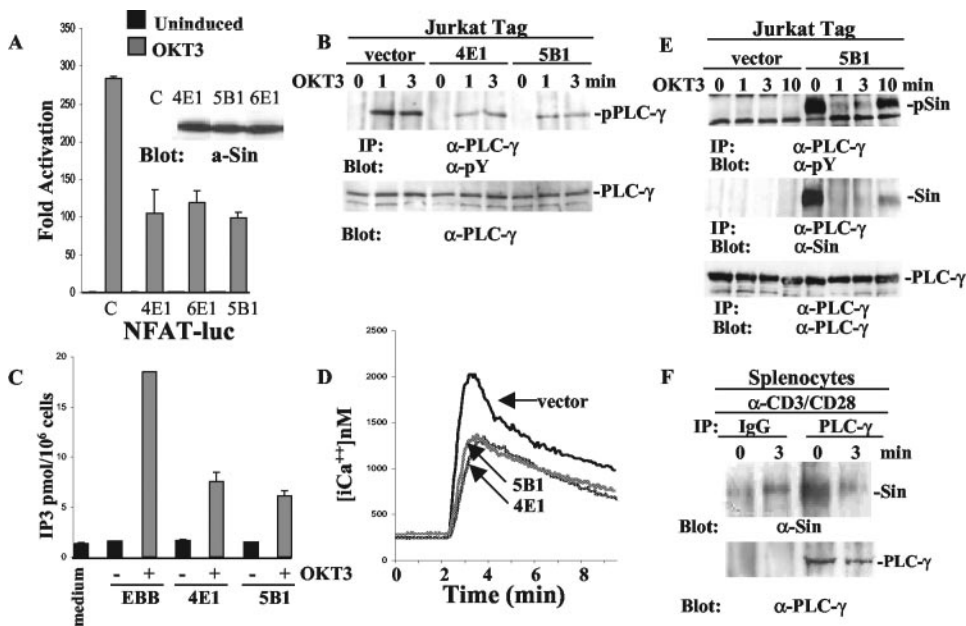 A
Uninduced
OKT3
Fold Activation
300
250
200
150
100
50
0
C 4E1 5B1 6E1
Blot: a-Sin
C 4E1 6E1 5B1
NFAT-luc
B
Jurkat Tag
vector 4E1 5B1
OKT3 0 1 3 0 1 3 0 1 3 min
-pPLC-γ
IP: α-PLC-γ
Blot: α-pY
-PLC-γ
Blot: α-PLC-γ
E
Jurkat Tag
vector 5B1
OKT3 0 1 3 10 0 1 3 10 min
-pSin
IP: α-PLC-γ
Blot: α-pY
-Sin
IP: α-PLC-γ
Blot: α-Sin
-PLC-γ
IP: α-PLC-γ
Blot: α-PLC-γ
C
IP3 pmol/10⁶ cells
20
15
10
5
0
medium
- + - + - + OKT3
EBB 4E1 5B1
D
[iCa⁺⁺]nM
2500
2000
1500
1000
500
0
vector
5B1
4E1
0 2 4 6 8
Time (min)
F
Splenocytes
α-CD3/CD28
IP: IgG PLC-γ
0 3 0 3 min
-Sin
Blot: α-Sin
-PLC-γ
Blot: α-PLC-γ